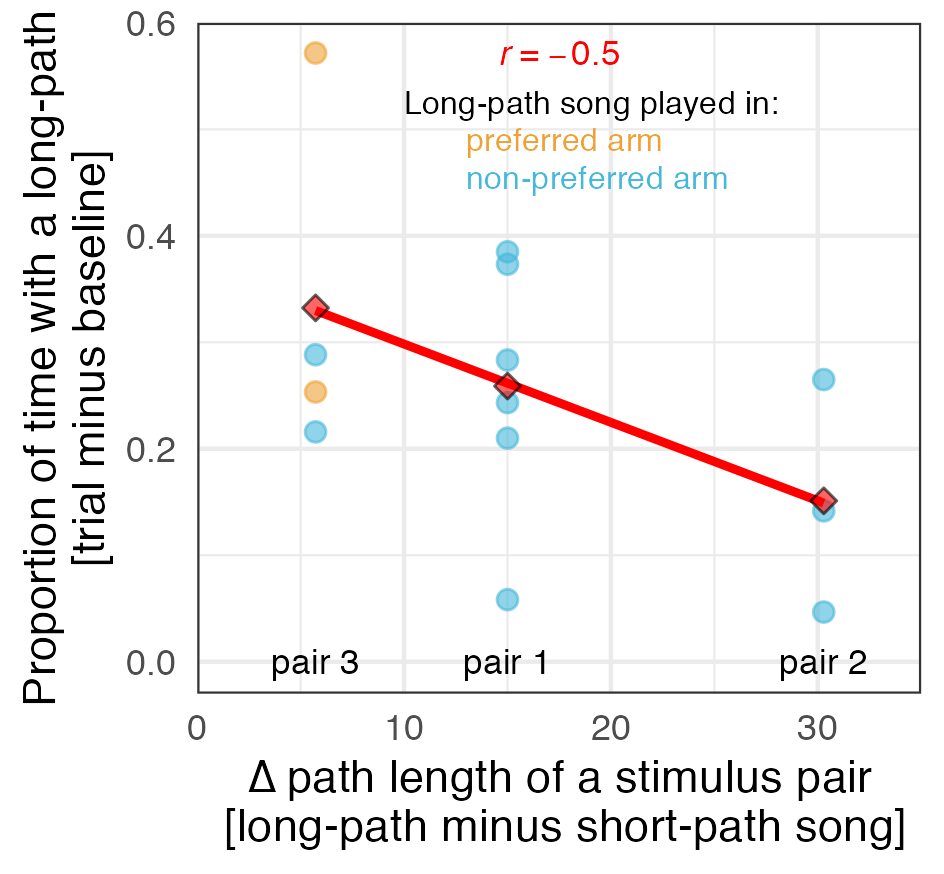 Proportion of time with a long-path
[trial minus baseline]
0.6
0.4
0.2
0.0
r = −0.5
Long-path song played in:
preferred arm
non-preferred arm
pair 3
pair 1
pair 2
0
10
20
30
Δ path length of a stimulus pair
[long-path minus short-path song]